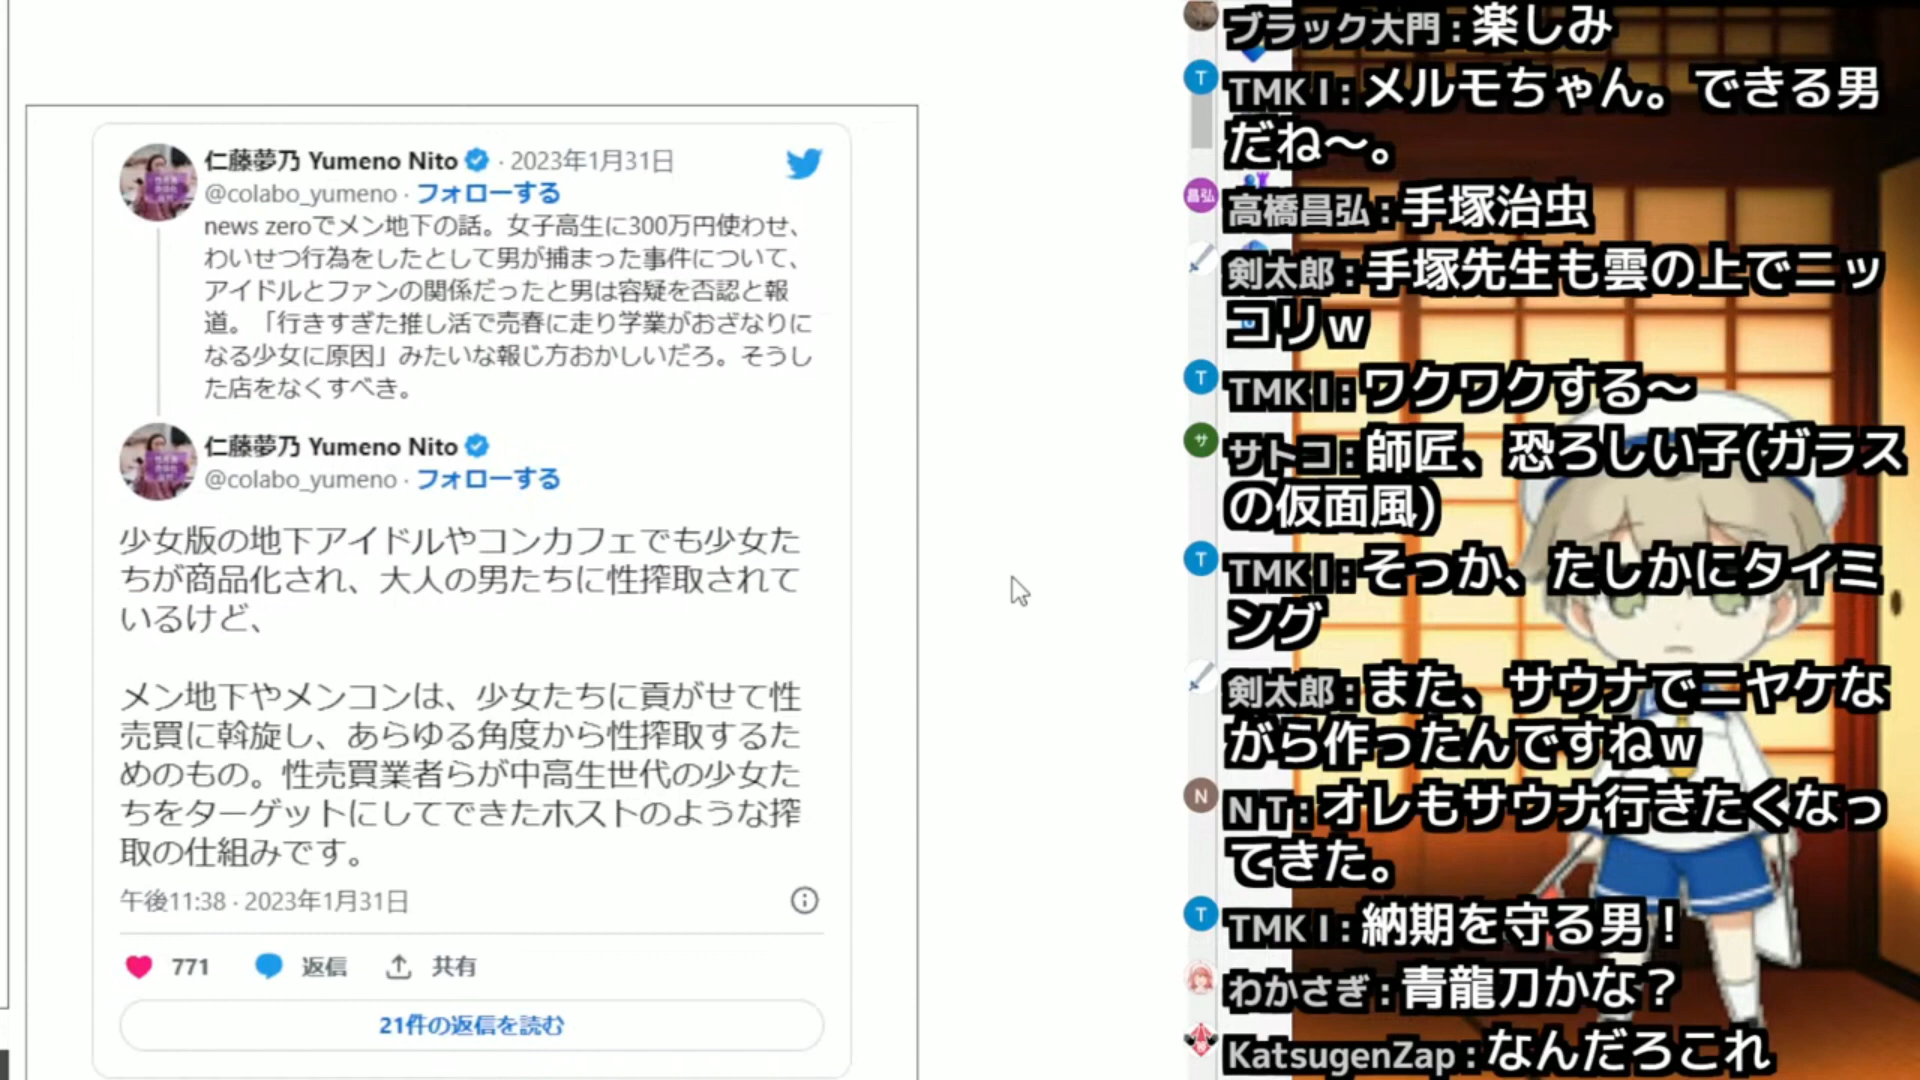 仁藤夢乃 Yumeno Nito · 2023年1月31日
@colabo_yumeno · フォローする
news zeroでメン地下の話。女子高生に300万円使わせ、
わいせつ行為をしたとして男が捕まった事件について、
アイドルとファンの関係だったと男は容疑を否認と報
道。「行きすぎた推し活で売春に走り学業がおざなりに
なる少女に原因」みたいな報じ方おかしいだろ。そうし
た店をなくすべき。
仁藤夢乃 Yumeno Nito
@colabo_yumeno · フォローする
少女版の地下アイドルやコンカフェでも少女た
ちが商品化され、大人の男たちに性搾取されて
いるけど、
メン地下やメンコンは、少女たちに貢がせて性
売買に斡旋し、あらゆる角度から性搾取するた
めのもの。性売買業者らが中高生世代の少女た
ちをターゲットにしてできたホストのような搾
取の仕組みです。
午後11:38 · 2023年1月31日
771 返信 共有
21件の返信を読む
ブラック大門 : 楽しみ
T TMK I : メルモちゃん。できる男
だね〜。
昌弘 高橋昌弘 : 手塚治虫
剣太郎 : 手塚先生も雲の上でニッ
コリw
T TMK I : ワクワクする〜
サ サトコ : 師匠、恐ろしい子(ガラス
の仮面風)
T TMK I : そっか、たしかにタイミ
ング
剣太郎 : また、サウナでニヤケな
がら作ったんですねw
N N T : オレもサウナ行きたくなっ
てきた。
T TMK I : 納期を守る男！
わかさぎ : 青龍刀かな？
KatsugenZap : なんだろこれ